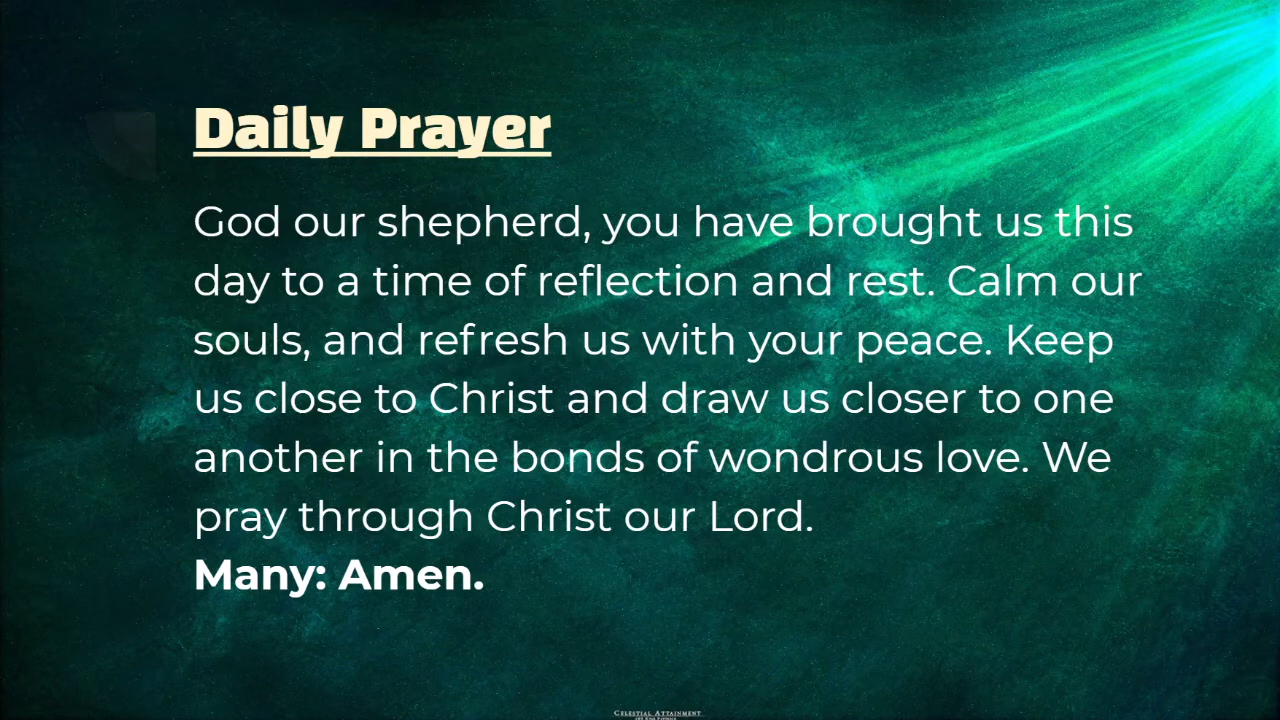 Daily Prayer
God our shepherd, you have brought us this
day to a time of reflection and rest. Calm our
souls, and refresh us with your peace. Keep
us close to Christ and draw us closer to one
another in the bonds of wondrous love. We
pray through Christ our Lord.
Many: Amen.
Celestial Attainment